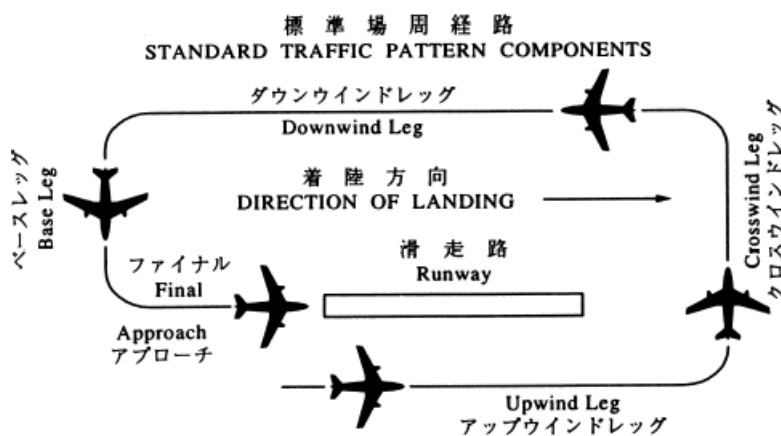 標準場周経路
STANDARD TRAFFIC PATTERN COMPONENTS
ダウンウインドレッグ
Downwind Leg
ベースレッグ
Base Leg
着陸方向
DIRECTION OF LANDING
Crosswind Leg
クロスウインドレッグ
ファイナル
Final
滑走路
Runway
Approach
アプローチ
Upwind Leg
アップウインドレッグ